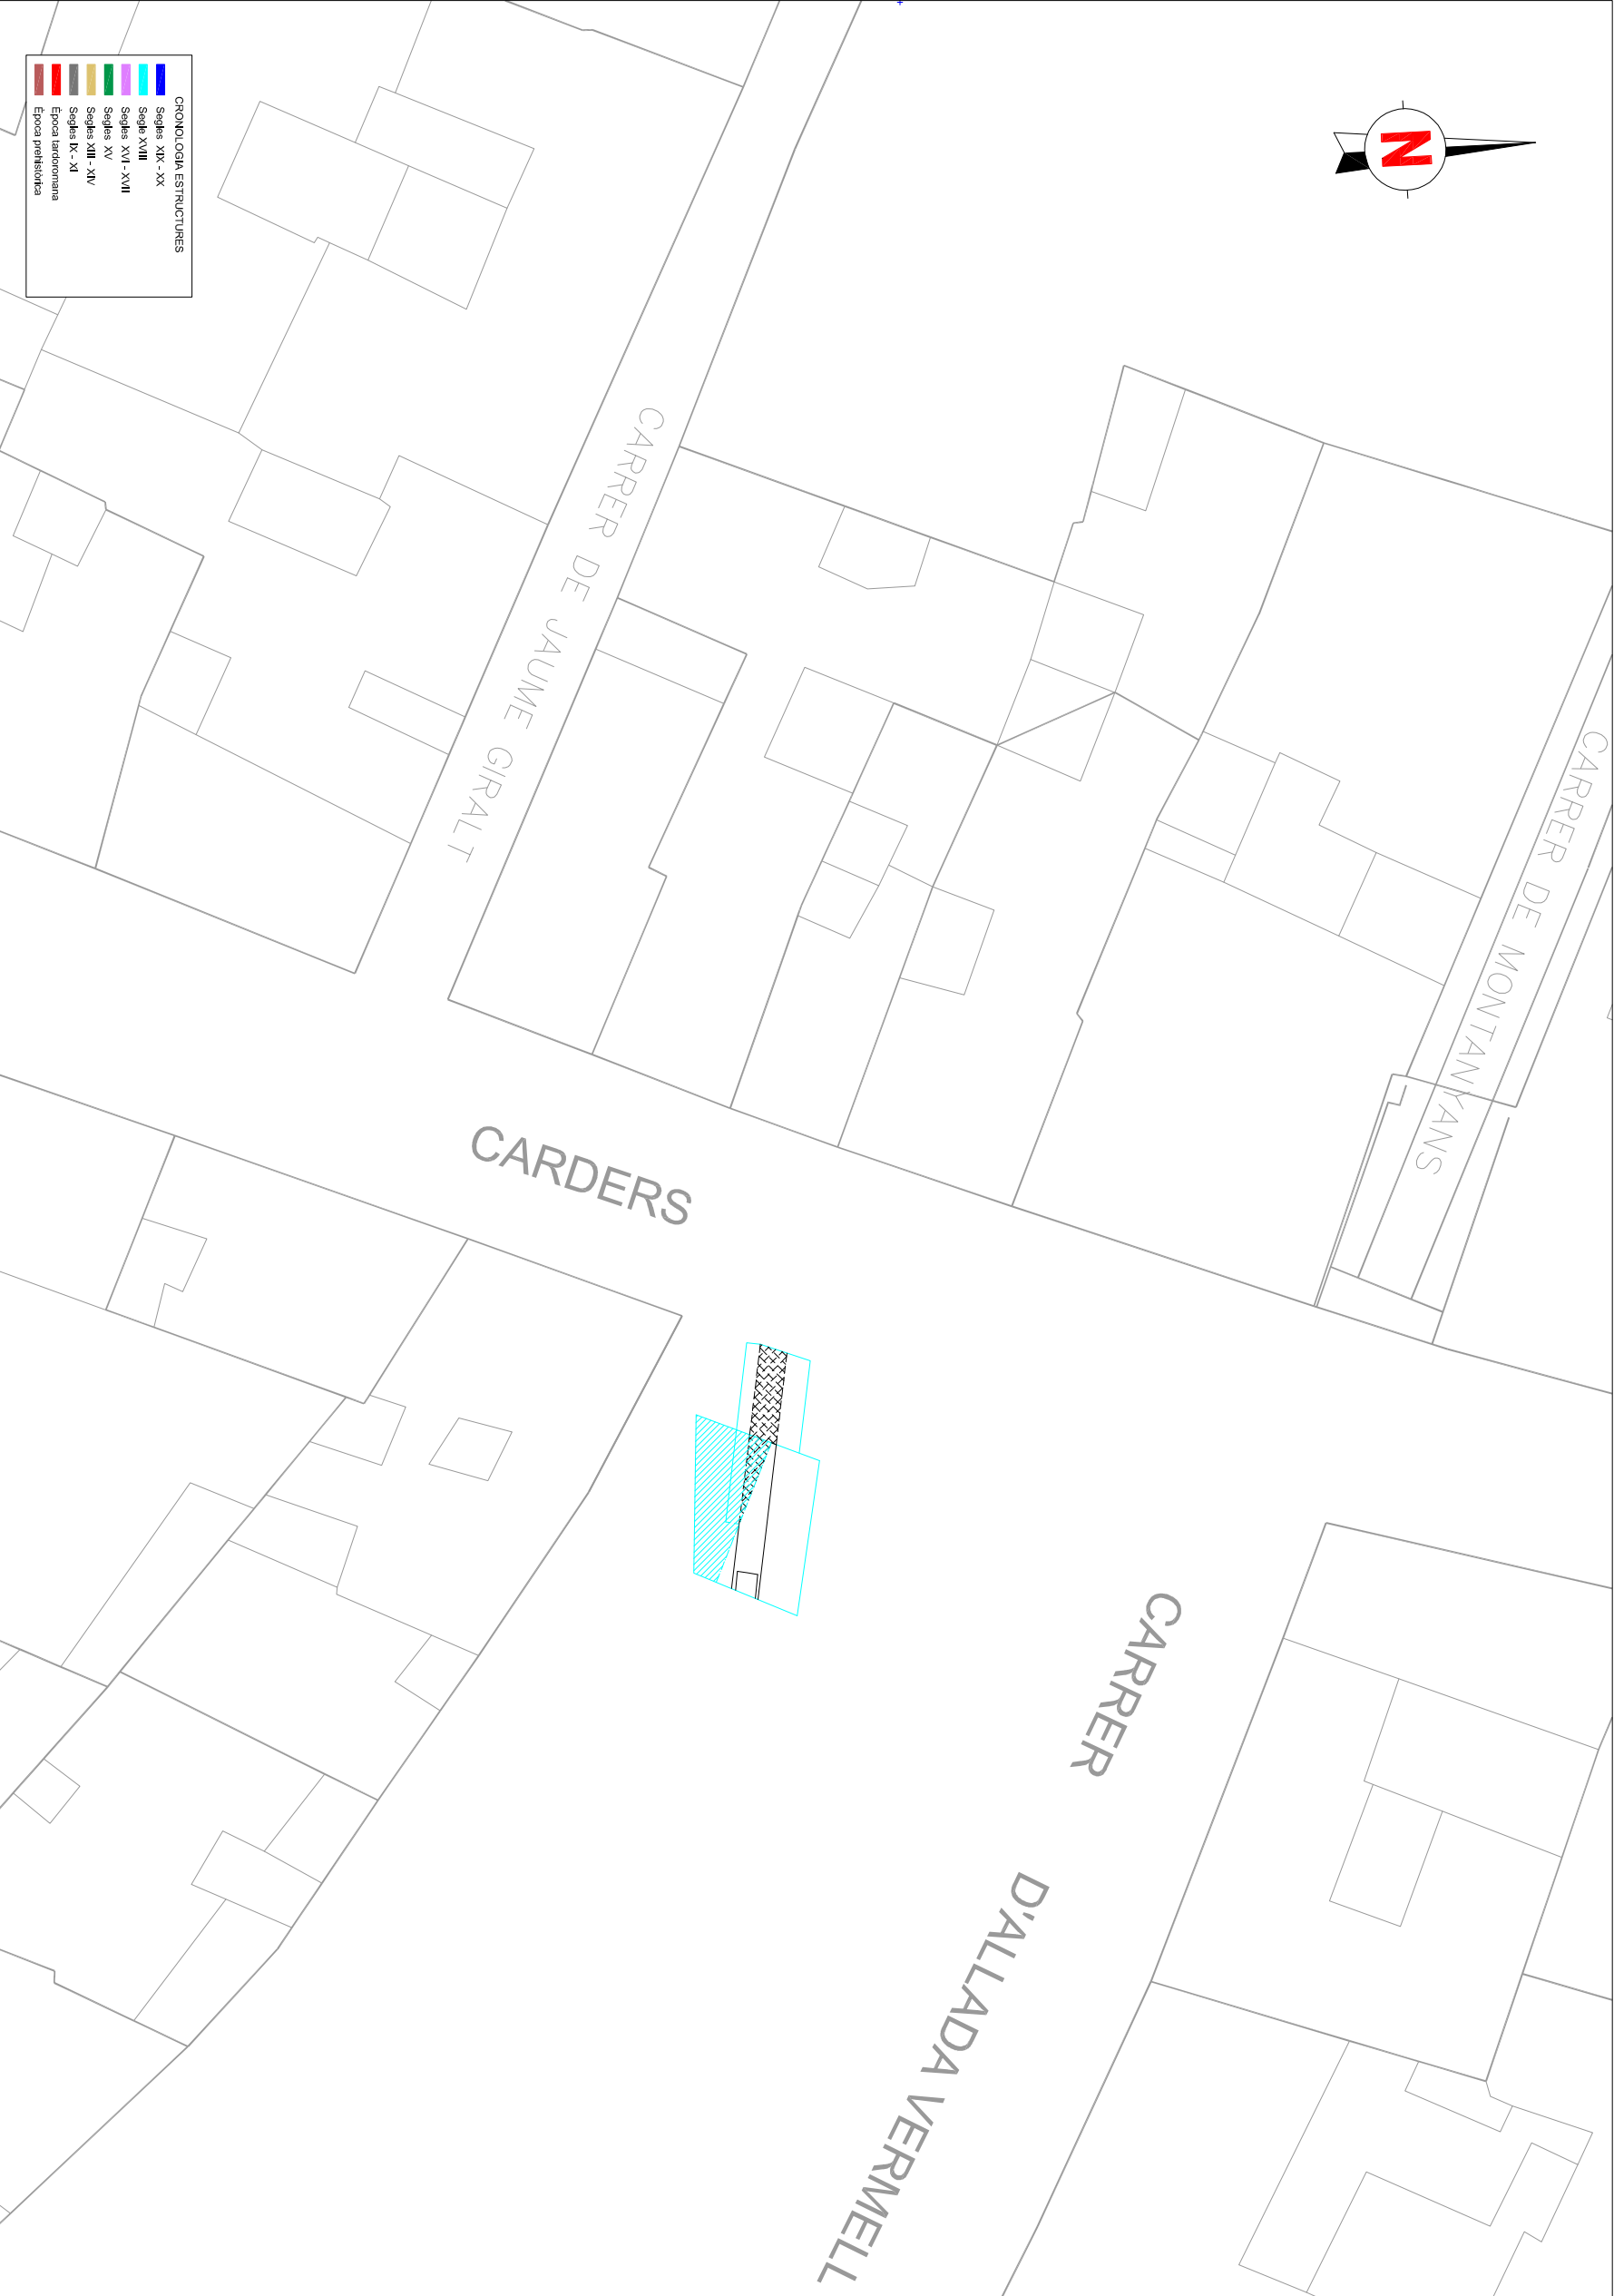 CRONOLOGIA ESTRUCTURES
Segles XIX - XX
Segle XVIII
Segles XVI - XVII
Segles XV
Segles XIII - XIV
Segles IX - XI
Època tardoromana
Època prehistòrica
N
CARRER DE JAUME GIRALT
CARRER DE MONTANYANS
CARDERS
CARRER D'ALLADA VERMELL